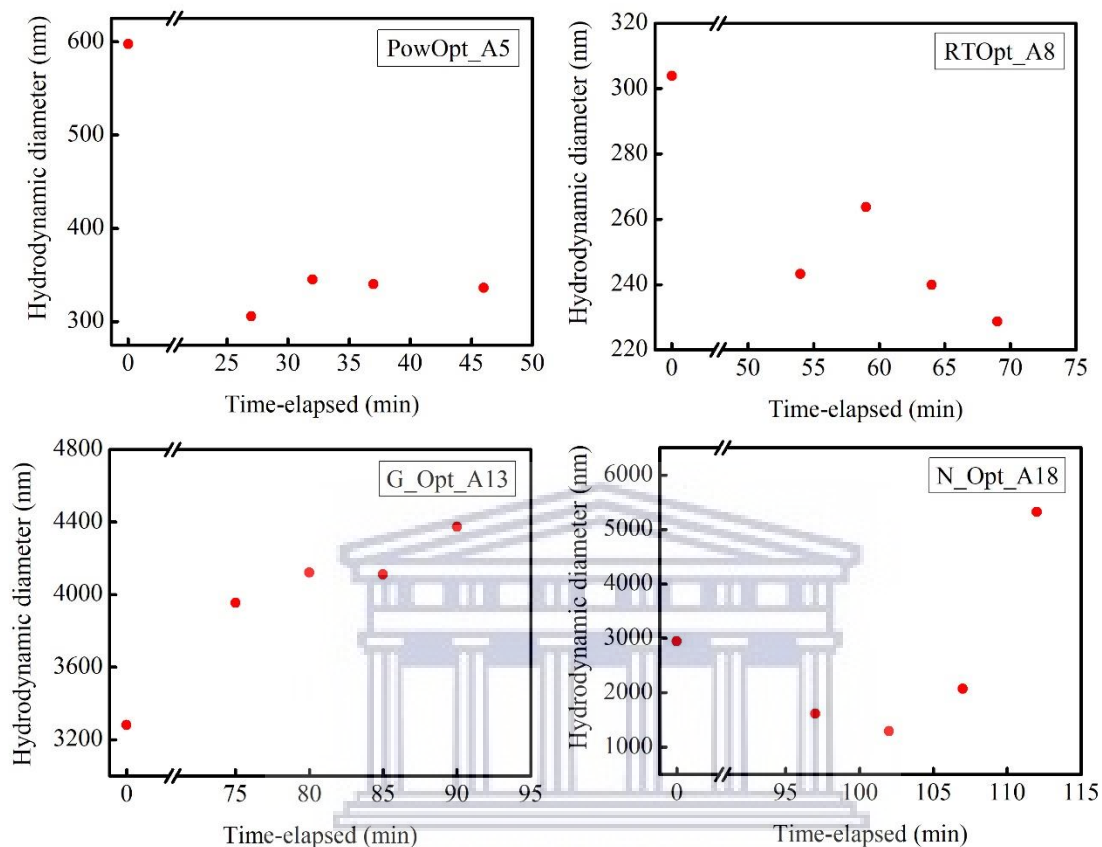 PowOpt_A5
Hydrodynamic diameter (nm)
600
500
400
300
0 25 30 35 40 45 50
Time-elapsed (min)
RTOpt_A8
Hydrodynamic diameter (nm)
320
300
280
260
240
220
0 50 55 60 65 70 75
Time-elapsed (min)
G_Opt_A13
Hydrodynamic diameter (nm)
4800
4400
4000
3600
3200
0 75 80 85 90 95
Time-elapsed (min)
N_Opt_A18
Hydrodynamic diameter (nm)
6000
5000
4000
3000
2000
1000
0 95 100 105 110 115
Time-elapsed (min)